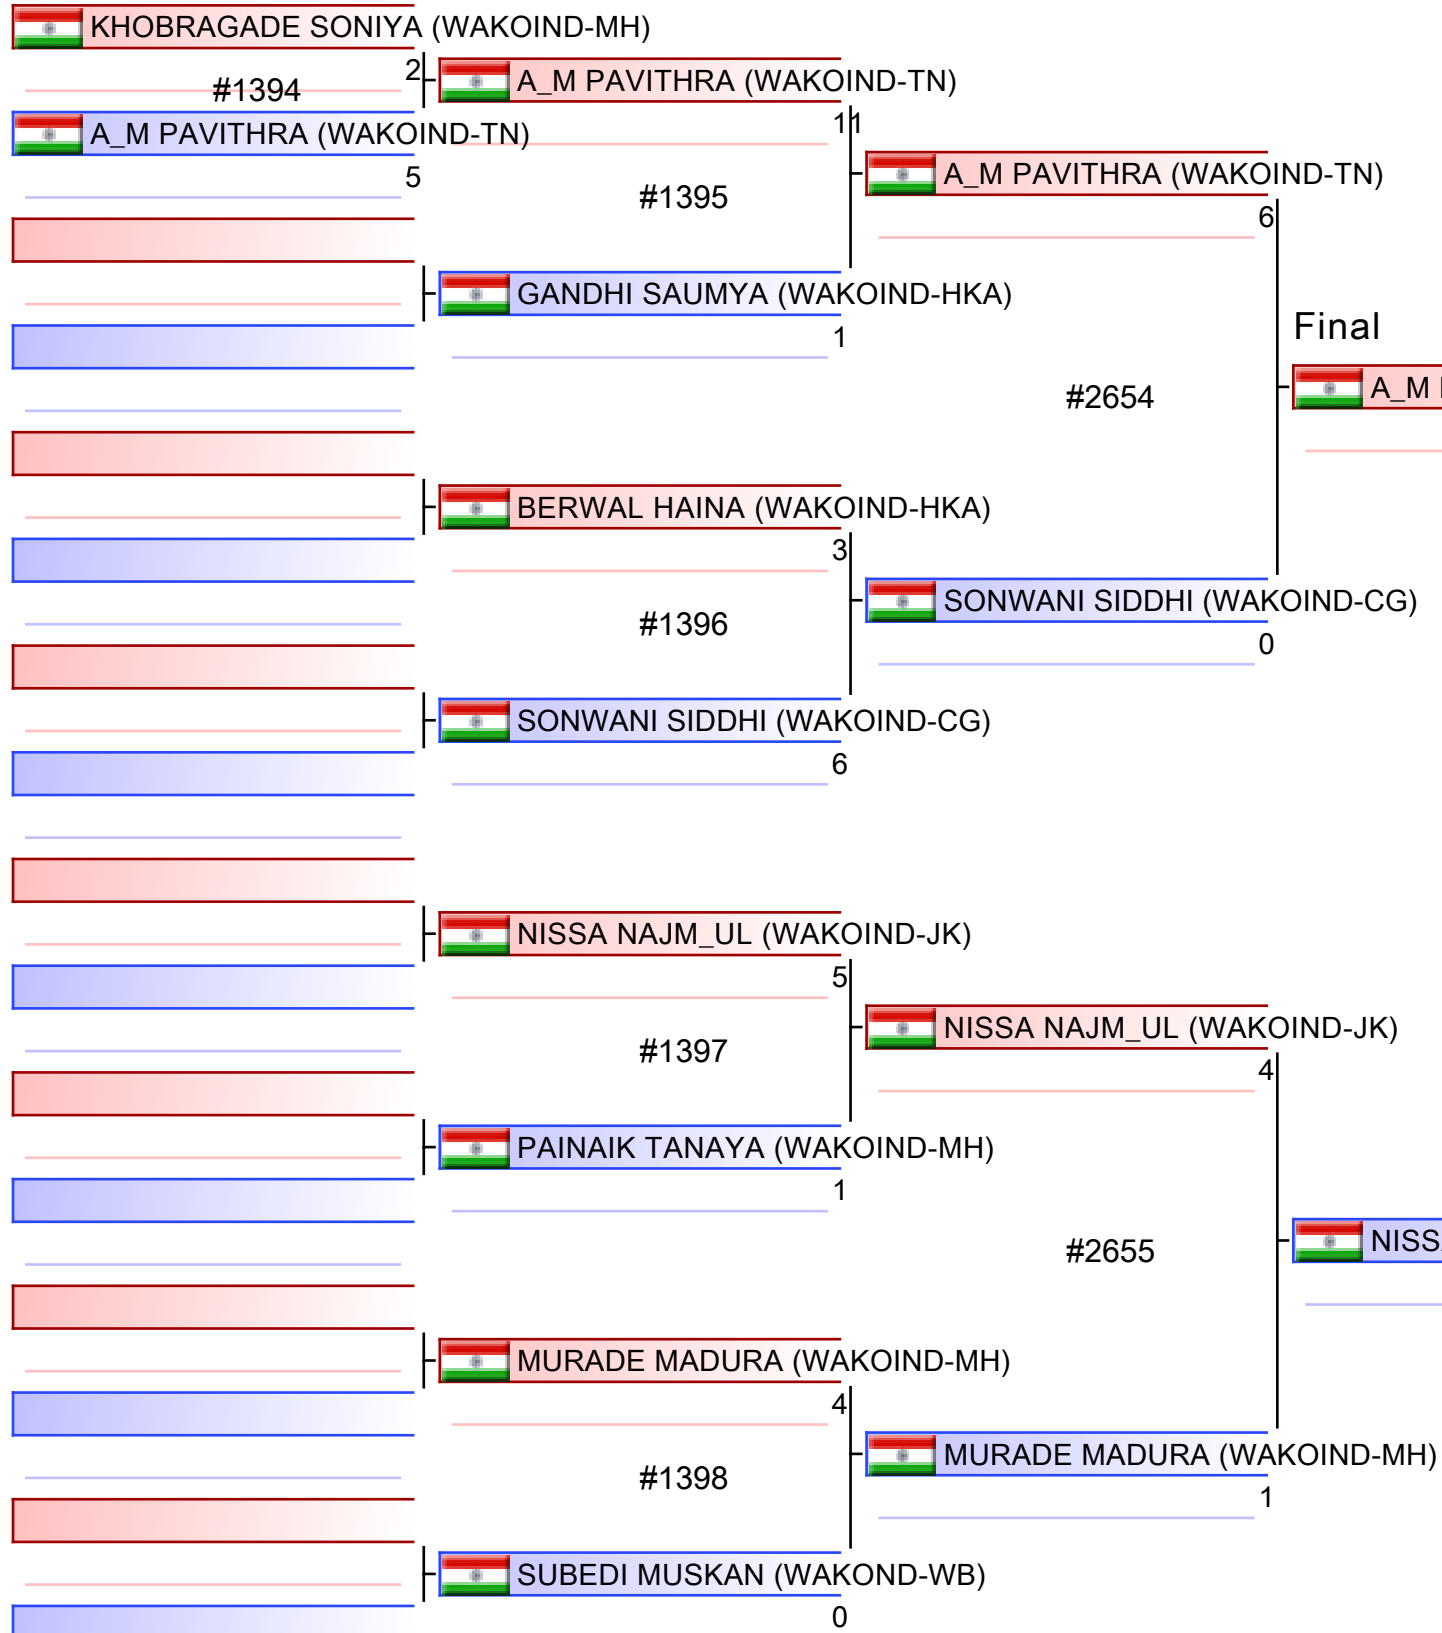 KHOBRAGADE SONIYA (WAKOIND-MH)
2
#1394
A_M PAVITHRA (WAKOIND-TN)
5
A_M PAVITHRA (WAKOIND-TN)
11
#1395
GANDHI SAUMYA (WAKOIND-HKA)
1
BERWAL HAINA (WAKOIND-HKA)
3
#1396
SONWANI SIDDHI (WAKOIND-CG)
6
NISSA NAJM_UL (WAKOIND-JK)
5
#1397
PAINAIK TANAYA (WAKOIND-MH)
1
MURADE MADURA (WAKOIND-MH)
4
#1398
SUBEDI MUSKAN (WAKOND-WB)
0
A_M PAVITHRA (WAKOIND-TN)
6
#2654
SONWANI SIDDHI (WAKOIND-CG)
0
NISSA NAJM_UL (WAKOIND-JK)
4
#2655
MURADE MADURA (WAKOIND-MH)
1
Final
A_M
NISS